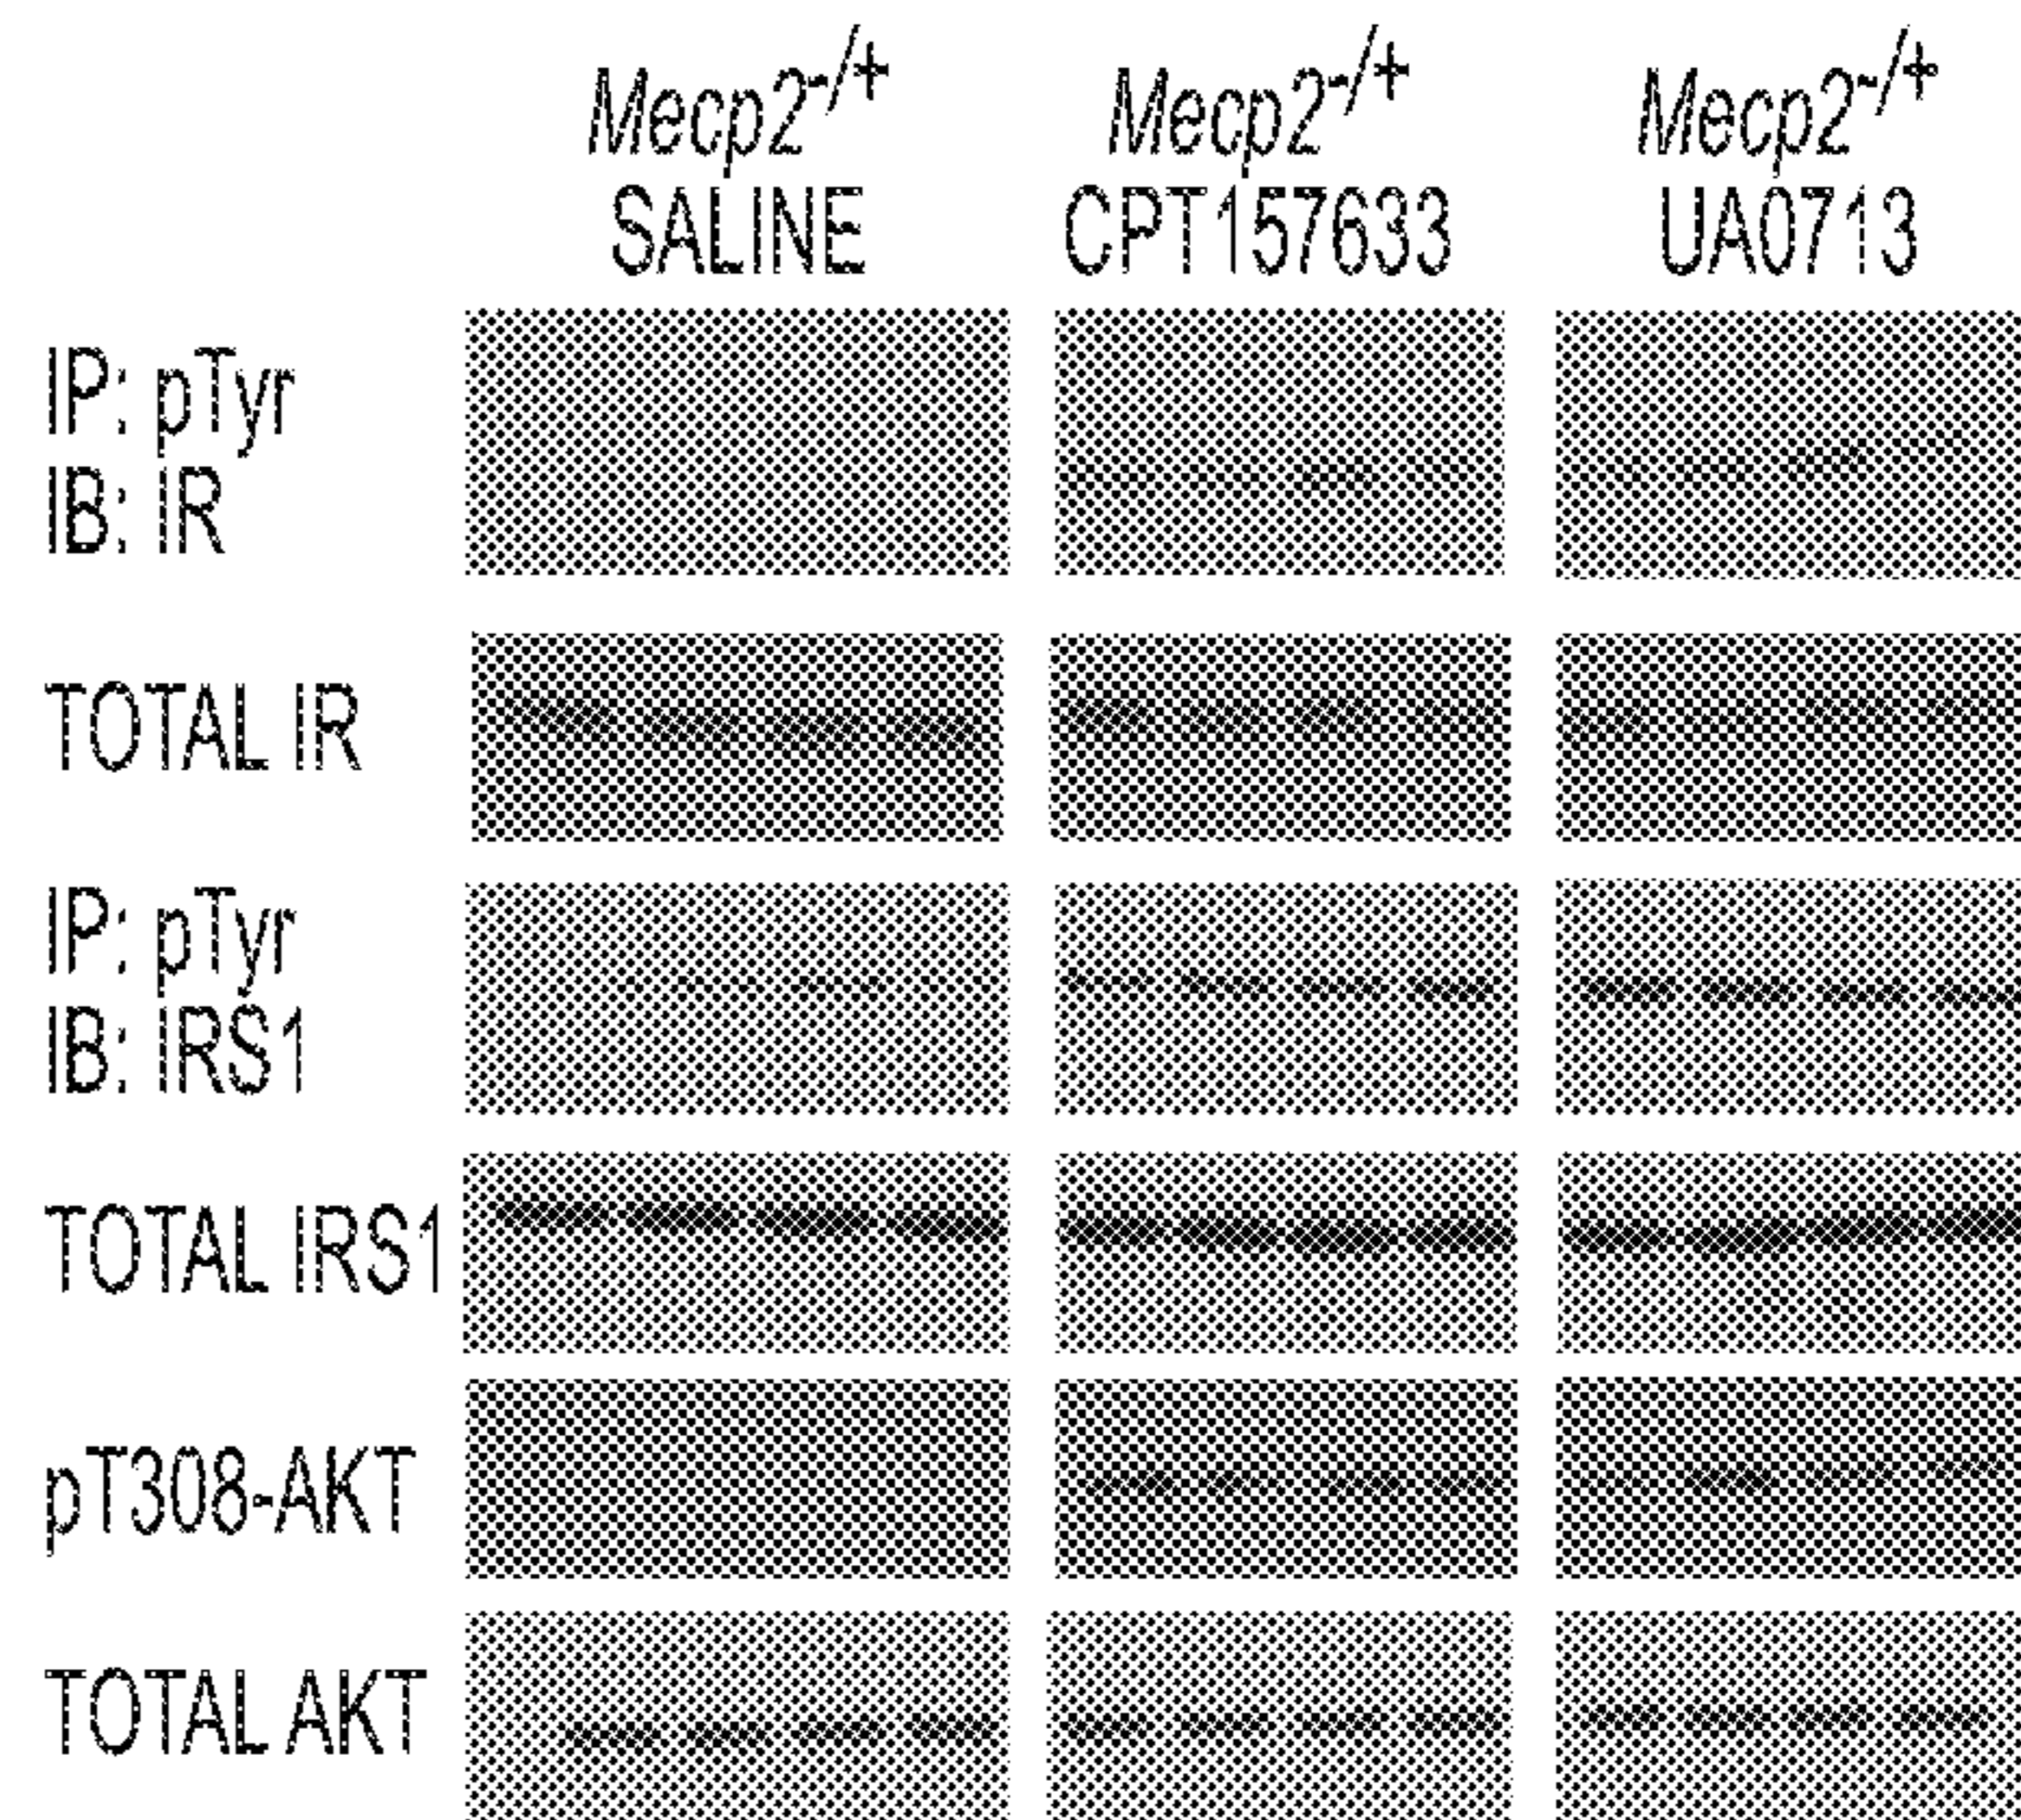 Mecp2-/+ Mecp2-/+ Mecp2-/+
SALINE CPT157633 UA0713
IP: pTyr
IB: IR
TOTAL IR
IP: pTyr
IB: IRS1
TOTAL IRS1
pT308-AKT
TOTAL AKT